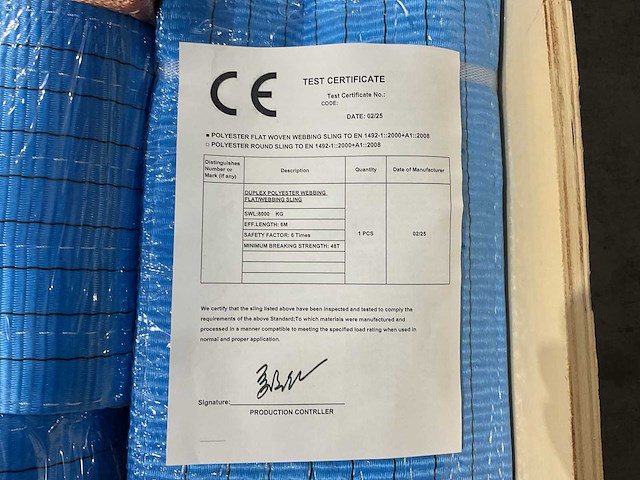 CE
TEST CERTIFICATE
Test Certificate No.:
CODE:
DATE: 02/25
■ POLYESTER FLAT WOVEN WEBBING SLING TO EN 1492-1::2000+A1::2008
□ POLYESTER ROUND SLING TO EN 1492-1::2000+A1::2008
Distinguishes Number or Mark (if any)
Description
Quantity
Date of Manufacturer
DUPLEX POLYESTER WEBBING
FLAT/WEBBING SLING
SWL:8000 KG
EFF.LENGTH: 6M
SAFETY FACTOR: 6 Times
MINIMUM BREAKING STRENGTH: 48T
1 PCS
02/25
We certify that the sling listed above have been inspected and tested to comply the
requirements of the above Standard;To which materials were manufactured and
processed in a manner compatible to meeting the specified load rating when used in
normal and proper application.
Signature:
PRODUCTION CONTRLLER